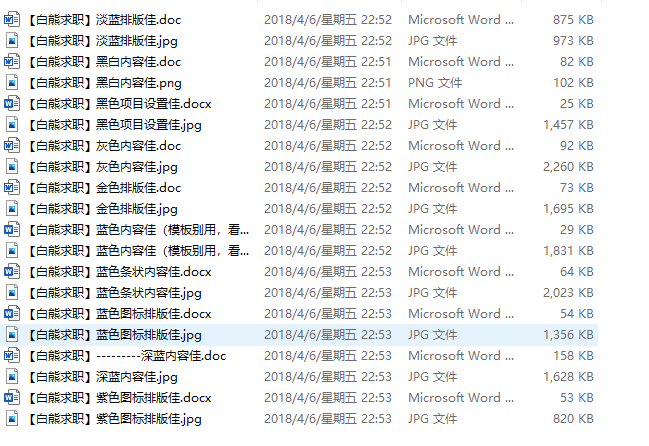 【白能求职】淡蓝排版佳.doc 2018/4/6/星期五 22:52 Microsoft Word ... 875 KB
【白能求职】淡蓝排版佳.jpg 2018/4/6/星期五 22:52 JPG 文件 973 KB
【白能求职】黑白内容佳.doc 2018/4/6/星期五 22:51 Microsoft Word ... 82 KB
【白能求职】黑白内容佳.png 2018/4/6/星期五 22:51 PNG 文件 102 KB
【白能求职】黑色项目设置佳.docx 2018/4/6/星期五 22:51 Microsoft Word ... 25 KB
【白能求职】黑色项目设置佳.jpg 2018/4/6/星期五 22:52 JPG 文件 1,457 KB
【白能求职】灰色内容佳.doc 2018/4/6/星期五 22:52 Microsoft Word ... 92 KB
【白能求职】灰色内容佳.jpg 2018/4/6/星期五 22:52 JPG 文件 2,260 KB
【白能求职】金色排版佳.doc 2018/4/6/星期五 22:52 Microsoft Word ... 73 KB
【白能求职】金色排版佳.jpg 2018/4/6/星期五 22:52 JPG 文件 1,695 KB
【白能求职】蓝色内容佳（模板别用，看... 2018/4/6/星期五 22:52 Microsoft Word ... 29 KB
【白能求职】蓝色内容佳（模板别用，看... 2018/4/6/星期五 22:52 JPG 文件 1,831 KB
【白能求职】蓝色条状内容佳.docx 2018/4/6/星期五 22:53 Microsoft Word ... 64 KB
【白能求职】蓝色条状内容佳.jpg 2018/4/6/星期五 22:53 JPG 文件 2,023 KB
【白能求职】蓝色图标排版佳.docx 2018/4/6/星期五 22:53 Microsoft Word ... 54 KB
【白能求职】蓝色图标排版佳.jpg 2018/4/6/星期五 22:53 JPG 文件 1,356 KB
【白能求职】---------深蓝内容佳.doc 2018/4/6/星期五 22:53 Microsoft Word ... 158 KB
【白能求职】深蓝内容佳.jpg 2018/4/6/星期五 22:53 JPG 文件 1,628 KB
【白能求职】紫色图标排版佳.docx 2018/4/6/星期五 22:53 Microsoft Word ... 53 KB
【白能求职】紫色图标排版佳.jpg 2018/4/6/星期五 22:53 JPG 文件 820 KB